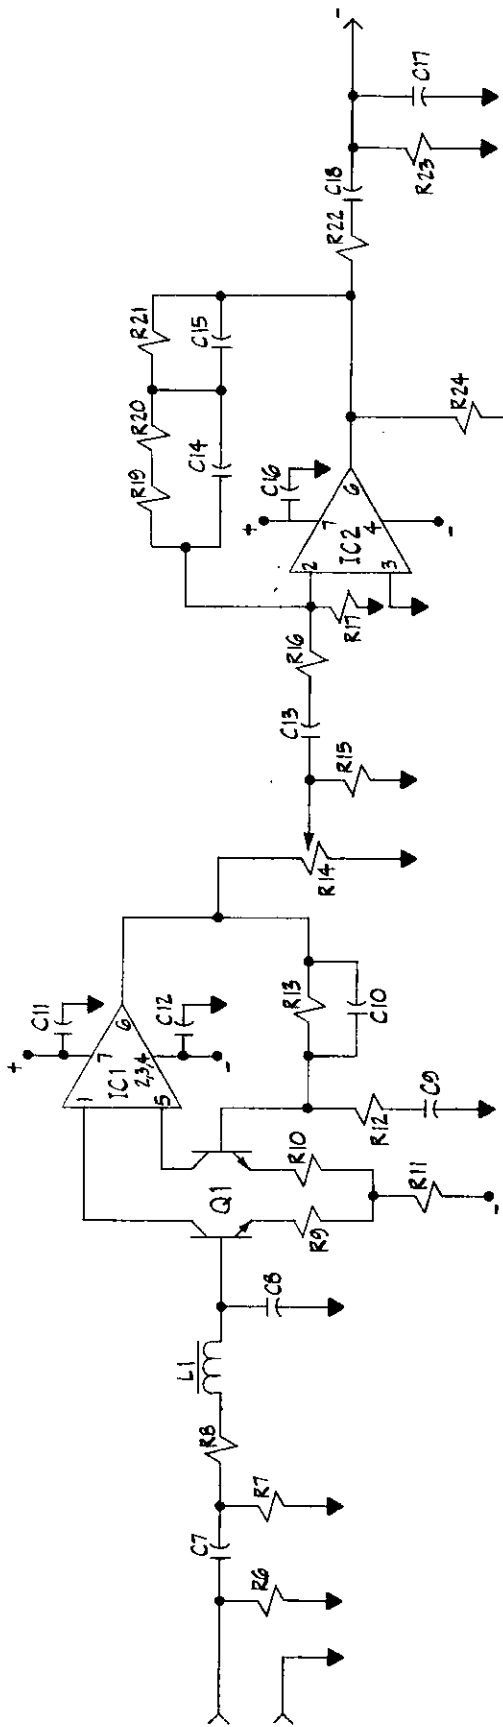 C7
R6
R7
R8
L1
C8
Q1
R9
R10
R11
-
R12
C9
R13
C10
+
C11
1
7
IC1
6
5
2,3,4
C12
-
R14
R15
C13
R16
R17
R19
R20
R21
C14
C15
+
C16
2
7
IC2
6
3
4
-
R24
R22
C18
R23
C17
-